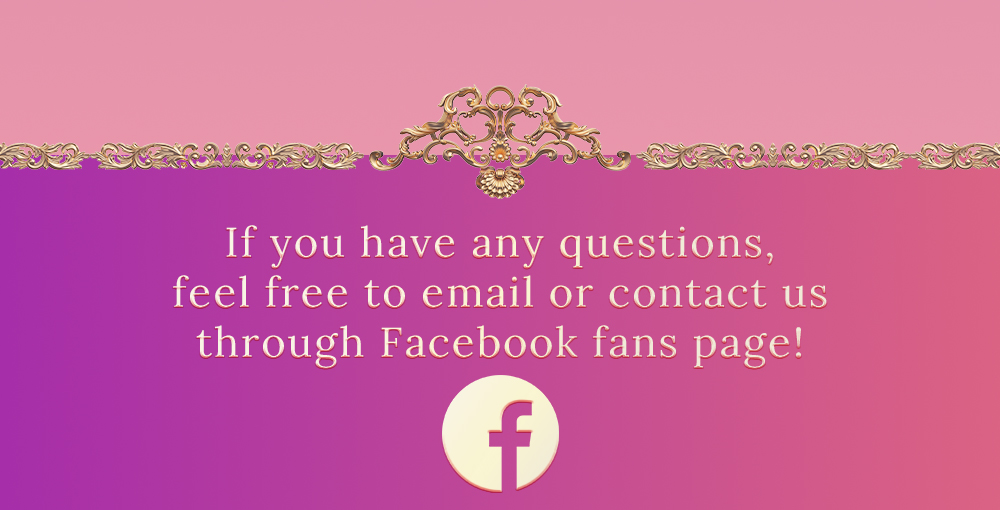 If you have any questions,
feel free to email or contact us
through Facebook fans page!